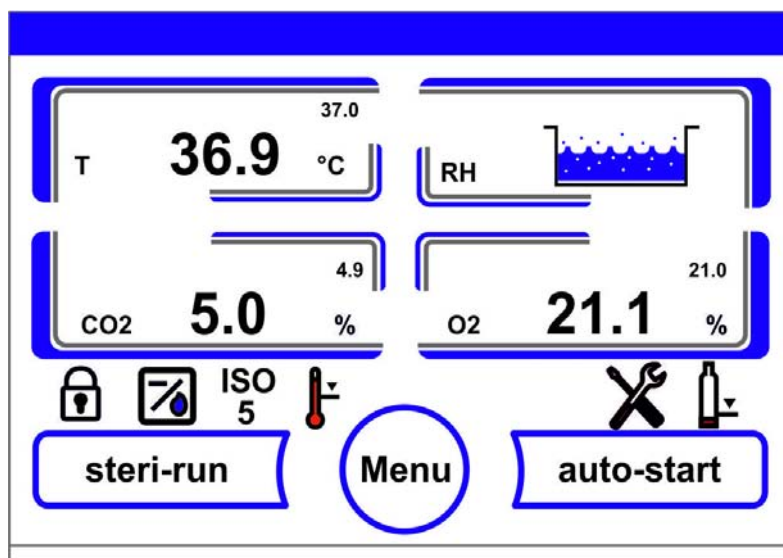 37.0
T 36.9 °C
RH
4.9
CO2 5.0 %
21.0
O2 21.1 %
ISO
5
steri-run
Menu
auto-start